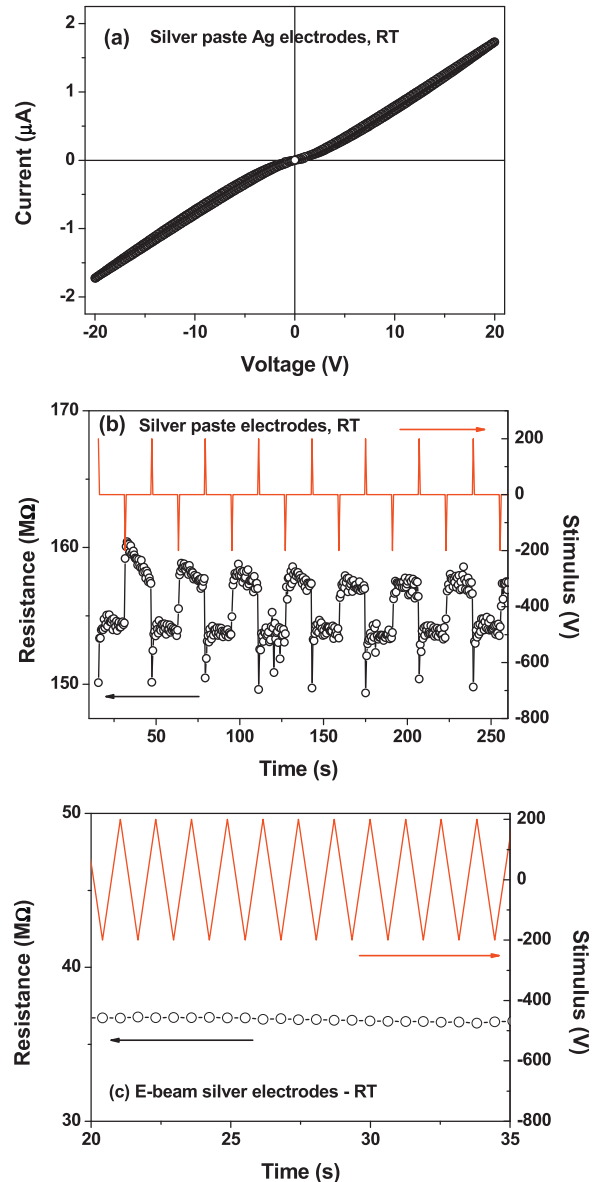 (a) Silver paste Ag electrodes, RT
2
1
0
-1
-2
Current (µA)
-20 -10 0 10 20
Voltage (V)
(b) Silver paste electrodes, RT
170
160
150
Resistance (MΩ)
200
0
-200
-400
-600
-800
Stimulus (V)
50 100 150 200 250
Time (s)
50
40
30
Resistance (MΩ)
200
0
-200
-400
-600
-800
Stimulus (V)
(c) E-beam silver electrodes - RT
20 25 30 35
Time (s)